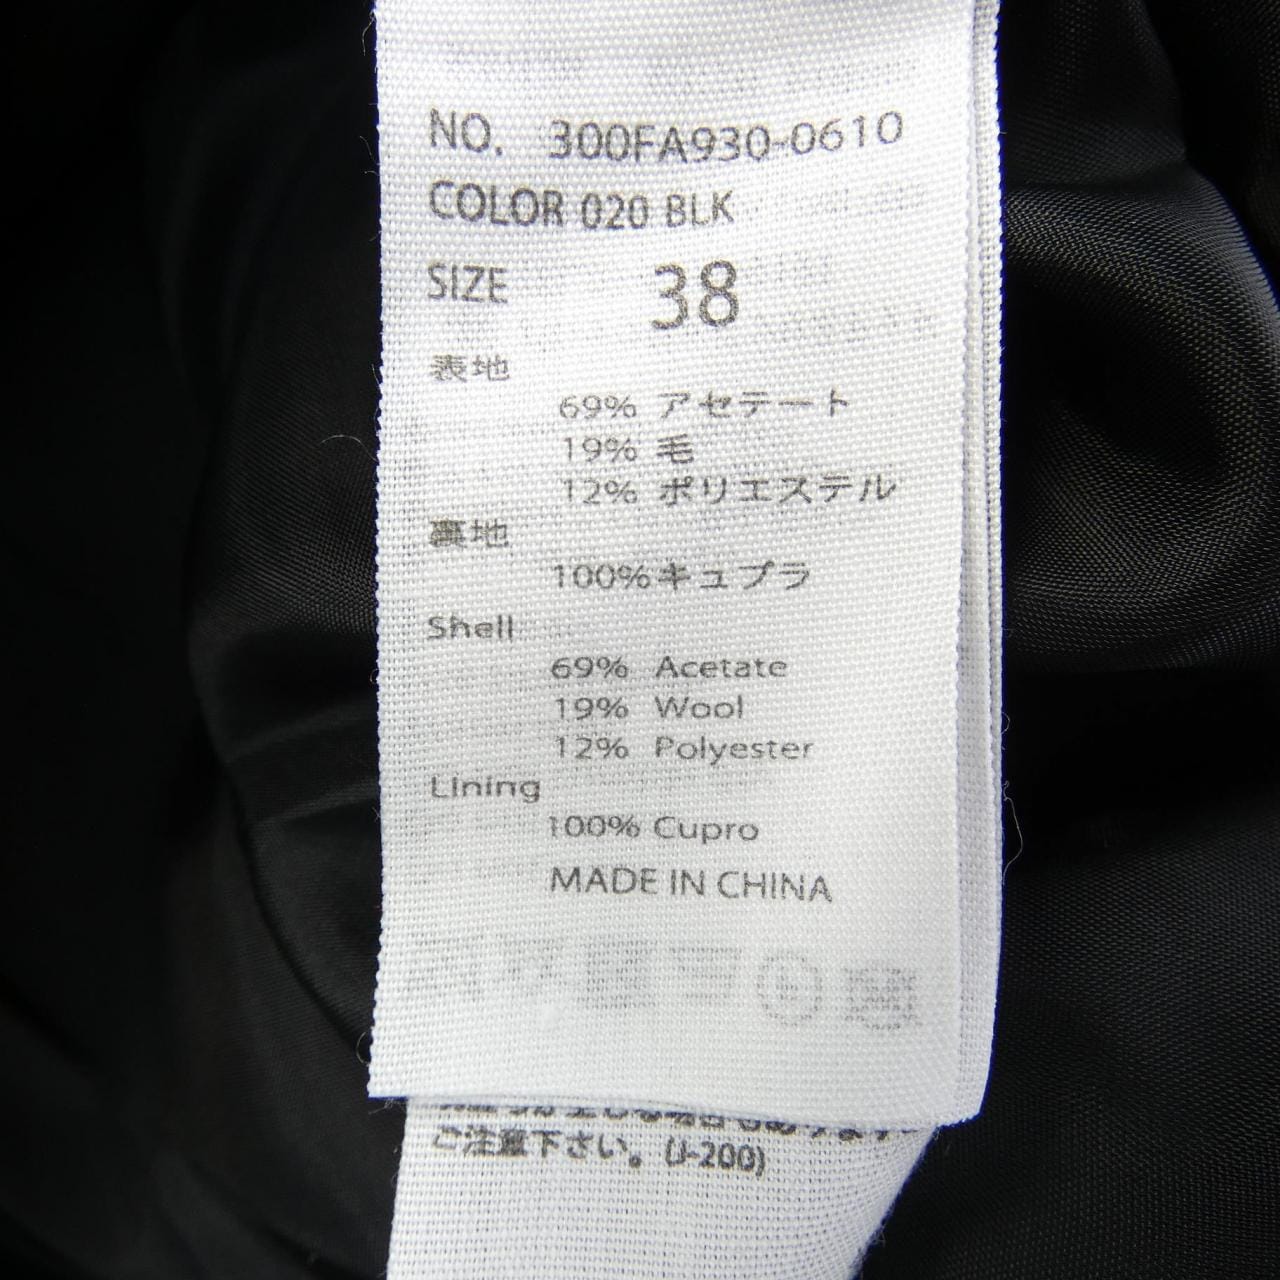 NO. 300FA930-0610
COLOR 020 BLK
SIZE 38
表地
69% アセテート
19% 毛
12% ポリエステル
裏地
100%キュプラ
Shell
69% Acetate
19% Wool
12% Polyester
Lining
100% Cupro
MADE IN CHINA
ご注意下さい。(J-200)